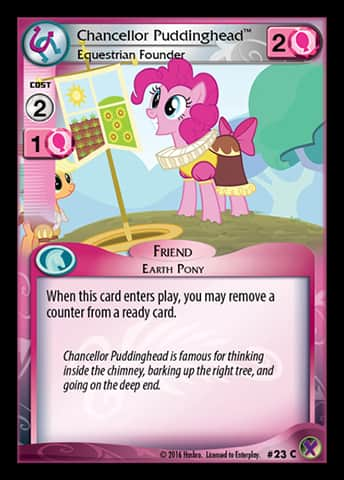 Chancellor Puddinghead™
Equestrian Founder
2
COST
2
1
FRIEND
EARTH PONY
When this card enters play, you may remove a
counter from a ready card.
Chancellor Puddinghead is famous for thinking
inside the chimney, barking up the right tree, and
going on the deep end.
© 2016 Hasbro. Licensed to Enterplay. #23 C